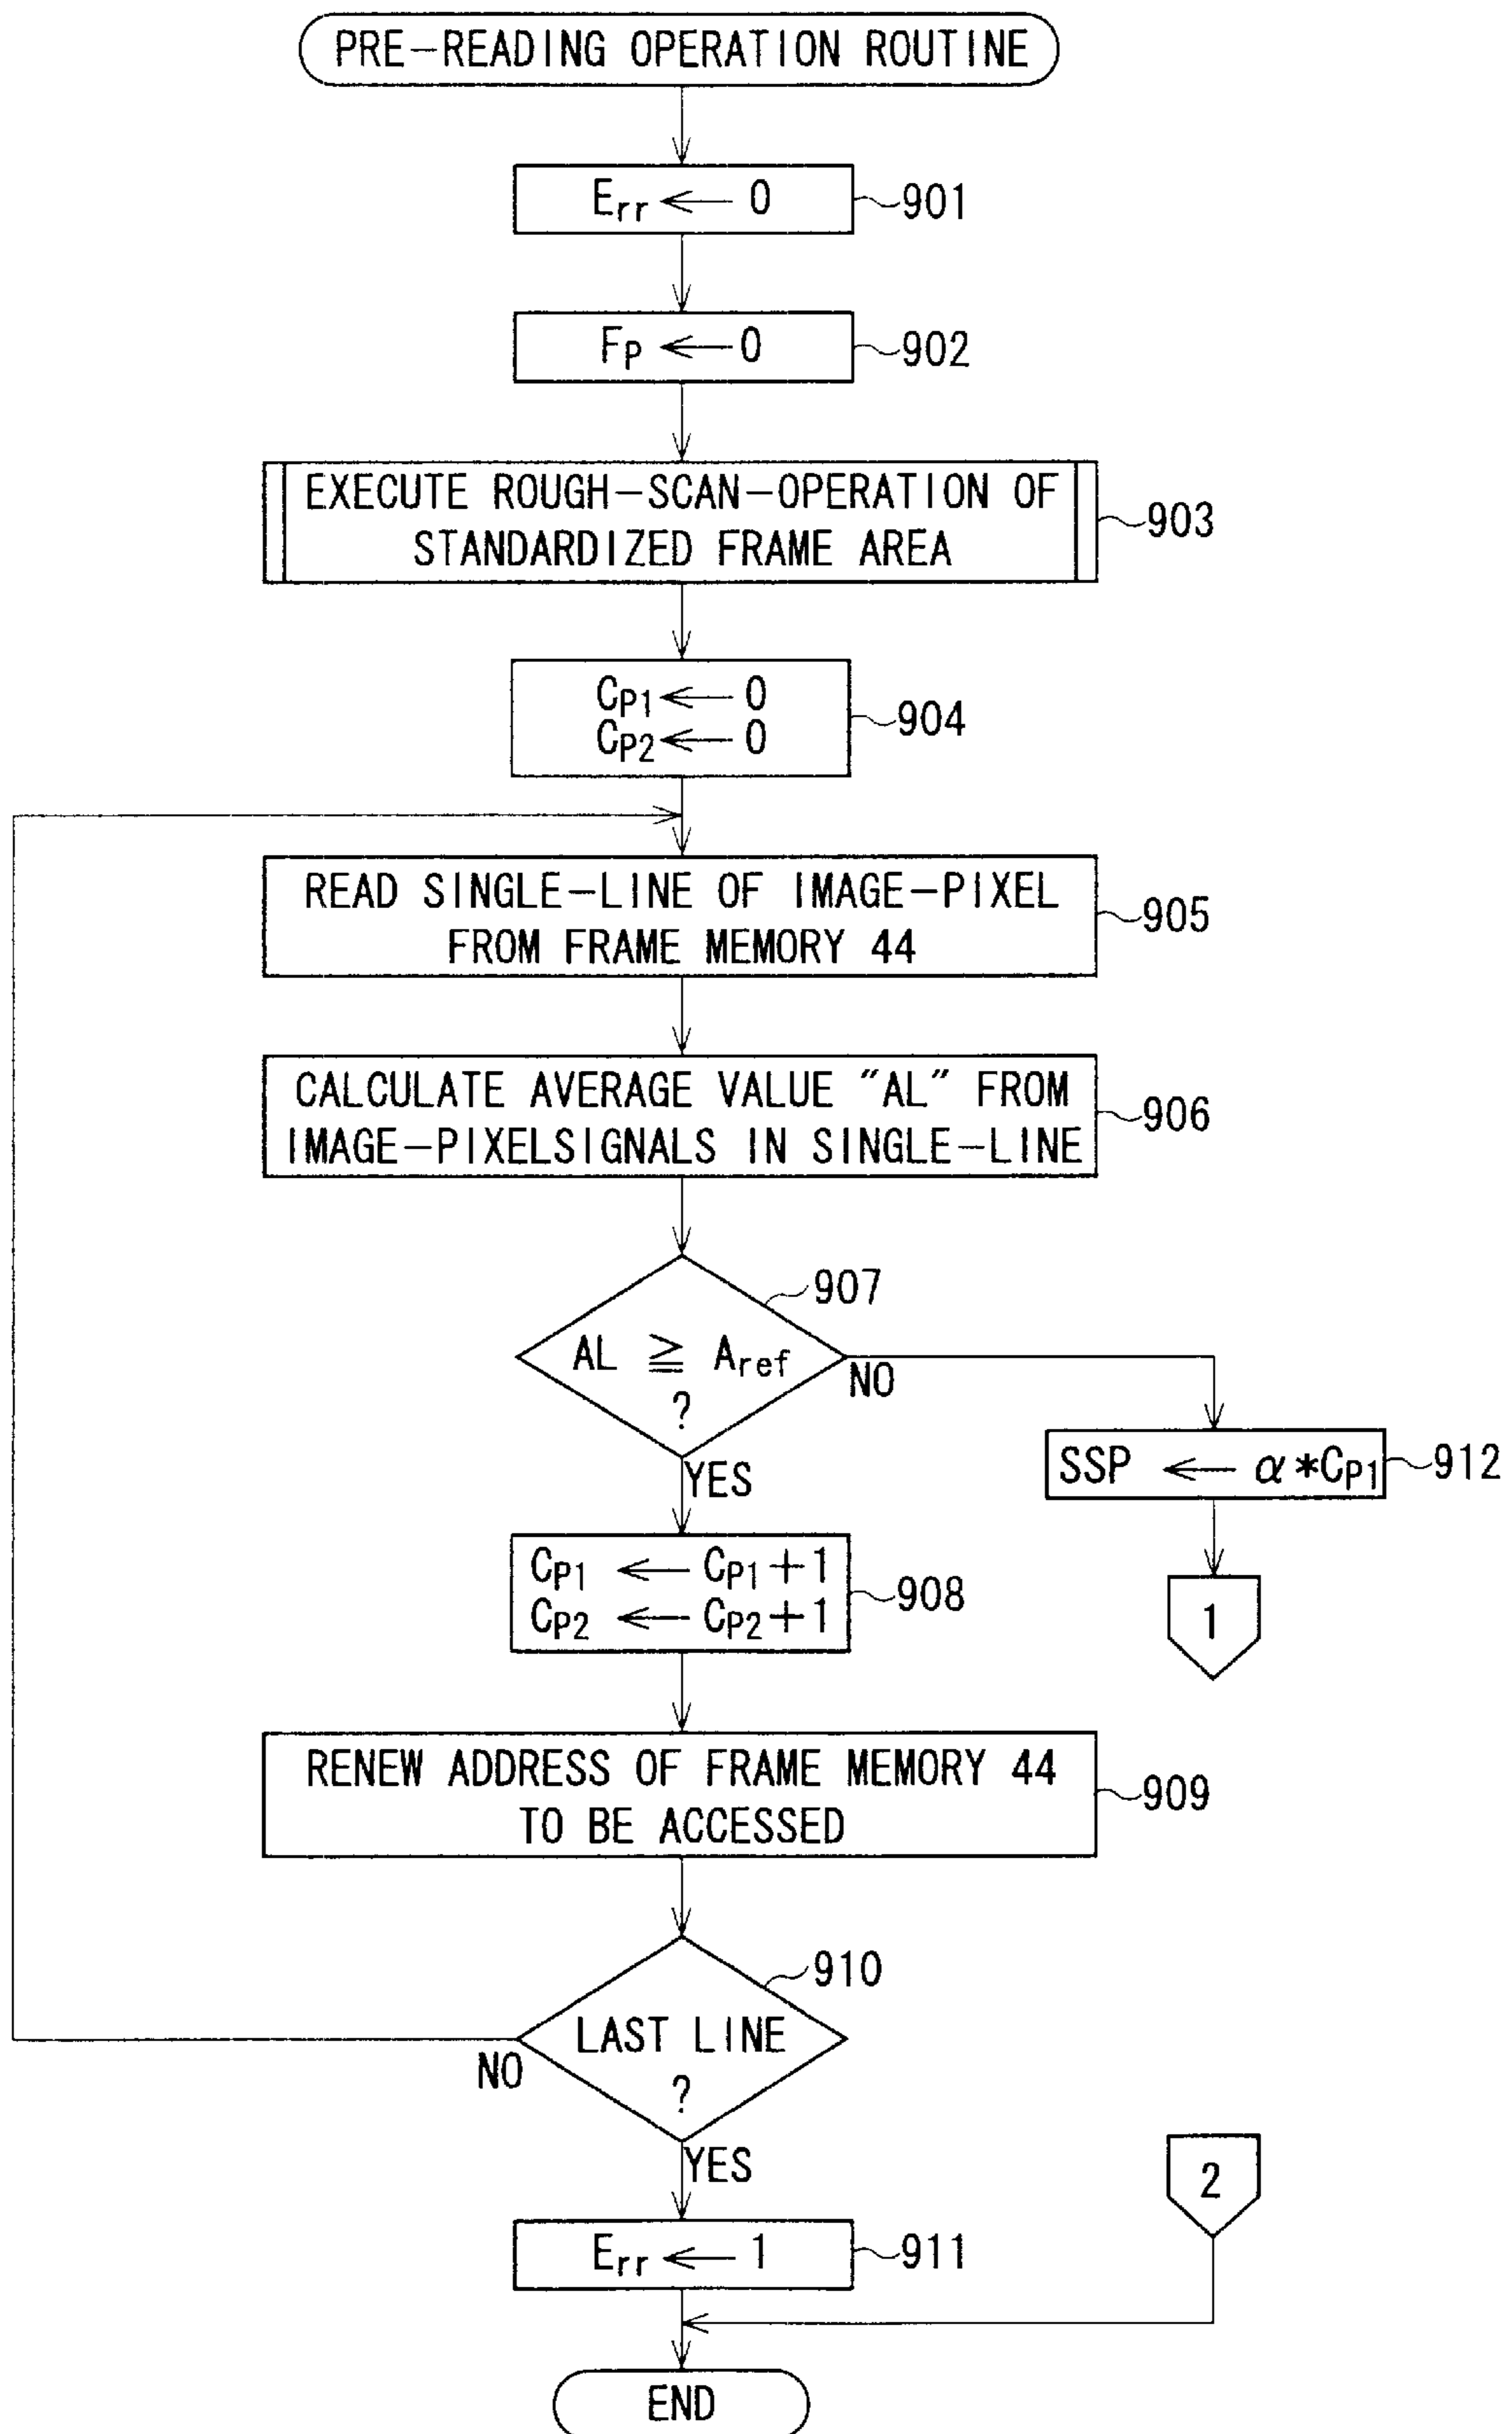 PRE-READING OPERATION ROUTINE
Err ← 0
901
FP ← 0
902
EXECUTE ROUGH-SCAN-OPERATION OF
STANDARDIZED FRAME AREA
903
CP1 ← 0
CP2 ← 0
904
READ SINGLE-LINE OF IMAGE-PIXEL
FROM FRAME MEMORY 44
905
CALCULATE AVERAGE VALUE "AL" FROM
IMAGE-PIXELSIGNALS IN SINGLE-LINE
906
907
AL ≧ Aref
?
NO
YES
SSP ← α*CP1
912
1
CP1 ← CP1+1
CP2 ← CP2+1
908
RENEW ADDRESS OF FRAME MEMORY 44
TO BE ACCESSED
909
910
LAST LINE
?
NO
YES
2
Err ← 1
911
END